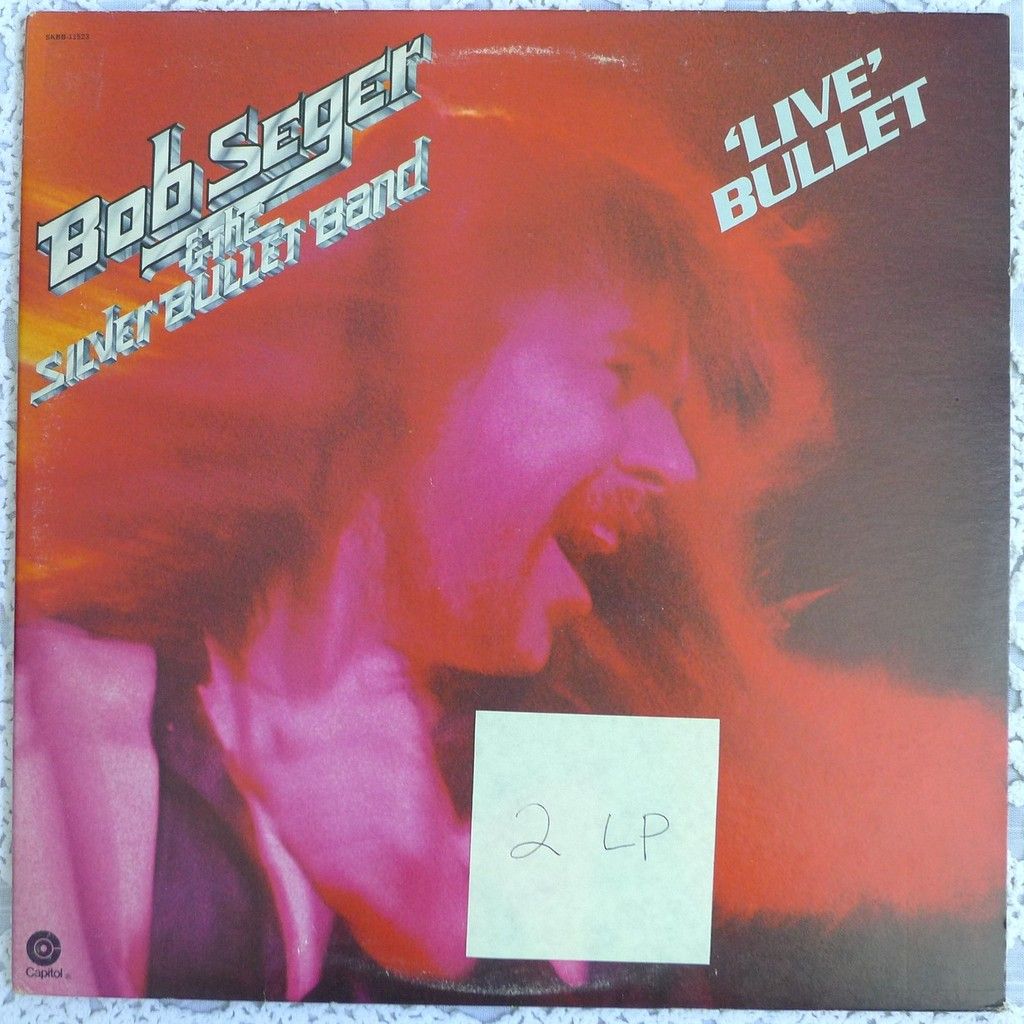 SKBB-11523
Bob Seger
& The
Silver Bullet Band
'LIVE'
BULLET
2 LP
Capitol